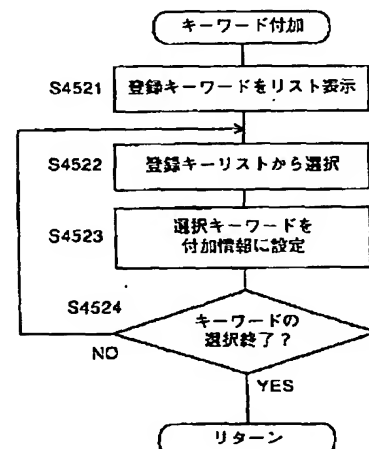 キーワード付加
S4521
登録キーワードをリスト表示
S4522
登録キーリストから選択
S4523
選択キーワードを
付加情報に設定
S4524
キーワードの
選択終了?
NO
YES
リターン